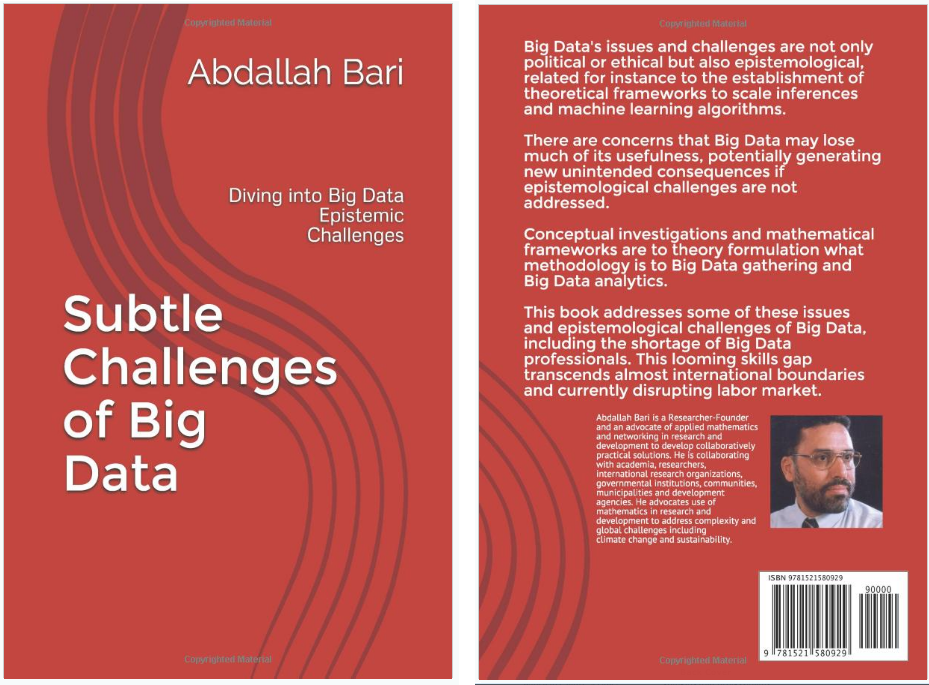 Copyrighted Material
Abdallah Bari
Diving into Big Data
Epistemic
Challenges
Subtle
Challenges
of Big
Data
Copyrighted Material
Copyrighted Material
Big Data's issues and challenges are not only
political or ethical but also epistemological,
related for instance to the establishment of
theoretical frameworks to scale inferences
and machine learning algorithms.
There are concerns that Big Data may lose
much of its usefulness, potentially generating
new unintended consequences if
epistemological challenges are not
addressed.
Conceptual investigations and mathematical
frameworks are to theory formulation what
methodology is to Big Data gathering and
Big Data analytics.
This book addresses some of these issues
and epistemological challenges of Big Data,
including the shortage of Big Data
professionals. This looming skills gap
transcends almost international boundaries
and currently disrupting labor market.
Abdallah Bari is a Researcher-Founder
and an advocate of applied mathematics
and networking in research and
development to develop collaboratively
practical solutions. He is collaborating
with academia, researchers,
international research organizations,
governmental institutions, communities,
municipalities and development
agencies. He advocates use of
mathematics in research and
development to address complexity and
global challenges including
climate change and sustainability.
ISBN 9781521580929
90000
9 781521 580929
Copyrighted Material